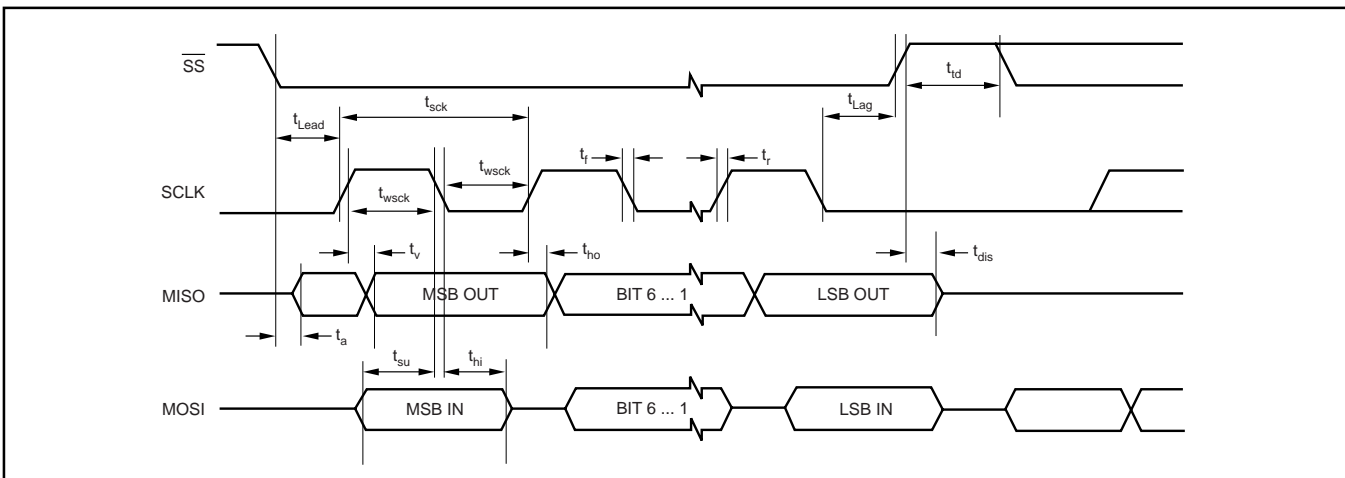 SS
t_td
t_sck
t_Lag
t_Lead
t_f
t_r
t_wsck
SCLK
t_wsck
t_v
t_ho
t_dis
MISO
MSB OUT
BIT 6 ... 1
LSB OUT
t_a
t_su
t_hi
MOSI
MSB IN
BIT 6 ... 1
LSB IN